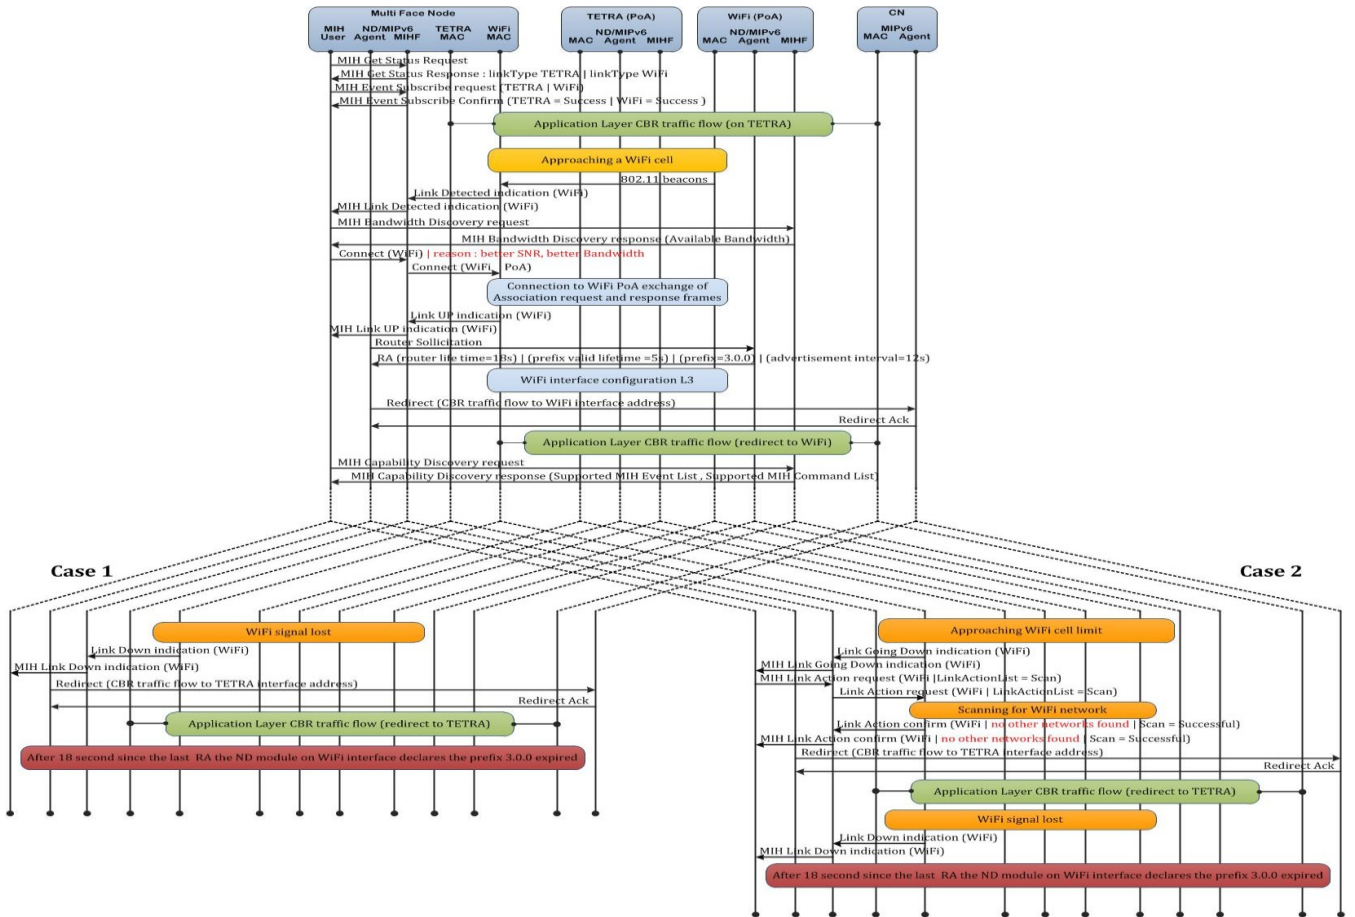 Multi Face Node
MIH User
ND/MIPv6 Agent
MIHF
TETRA MAC
WiFi MAC
TETRA (PoA)
MAC
ND/MIPv6 Agent
MIHF
WiFi (PoA)
MAC
ND/MIPv6 Agent
MIHF
CN
MAC
MIPv6 Agent
MIH Get Status Request
MIH Get Status Response : linkType TETRA | linkType WiFi
MIH Event Subscribe request (TETRA | WiFi)
MIH Event Subscribe Confirm (TETRA = Success | WiFi = Success )
Application Layer CBR traffic flow (on TETRA)
Approaching a WiFi cell
802.11 beacons
Link Detected indication (WiFi)
MIH Link Detected indication (WiFi)
MIH Bandwidth Discovery request
MIH Bandwidth Discovery response (Available Bandwidth)
Connect (WiFi) | reason : better SNR, better Bandwidth
Connect (WiFi, PoA)
Connection to WiFi PoA exchange of
Association request and response frames
Link UP indication (WiFi)
MIH Link UP indication (WiFi)
Router Sollicitation
RA (router life time=18s) | (prefix valid lifetime =5s) | (prefix=3.0.0) | (advertisement interval=12s)
WiFi interface configuration L3
Redirect (CBR traffic flow to WiFi interface address)
Redirect Ack
Application Layer CBR traffic flow (redirect to WiFi)
MIH Capability Discovery request
MIH Capability Discovery response (Supported MIH Event List , Supported MIH Command List)
Case 1
WiFi signal lost
Link Down indication (WiFi)
MIH Link Down indication (WiFi)
Redirect (CBR traffic flow to TETRA interface address)
Redirect Ack
Application Layer CBR traffic flow (redirect to TETRA)
After 18 second since the last RA the ND module on WiFi interface declares the prefix 3.0.0 expired
Case 2
Approaching WiFi cell limit
Link Going Down indication (WiFi)
MIH Link Going Down indication (WiFi)
MIH Link Action request (WiFi |LinkActionList = Scan)
Link Action request (WiFi | LinkActionList = Scan)
Scanning for WiFi network
Link Action confirm (WiFi | no other networks found | Scan = Successful)
MIH Link Action confirm (WiFi | no other networks found | Scan = Successful)
Redirect (CBR traffic flow to TETRA interface address)
Redirect Ack
Application Layer CBR traffic flow (redirect to TETRA)
WiFi signal lost
Link Down indication (WiFi)
MIH Link Down indication (WiFi)
After 18 second since the last RA the ND module on WiFi interface declares the prefix 3.0.0 expired